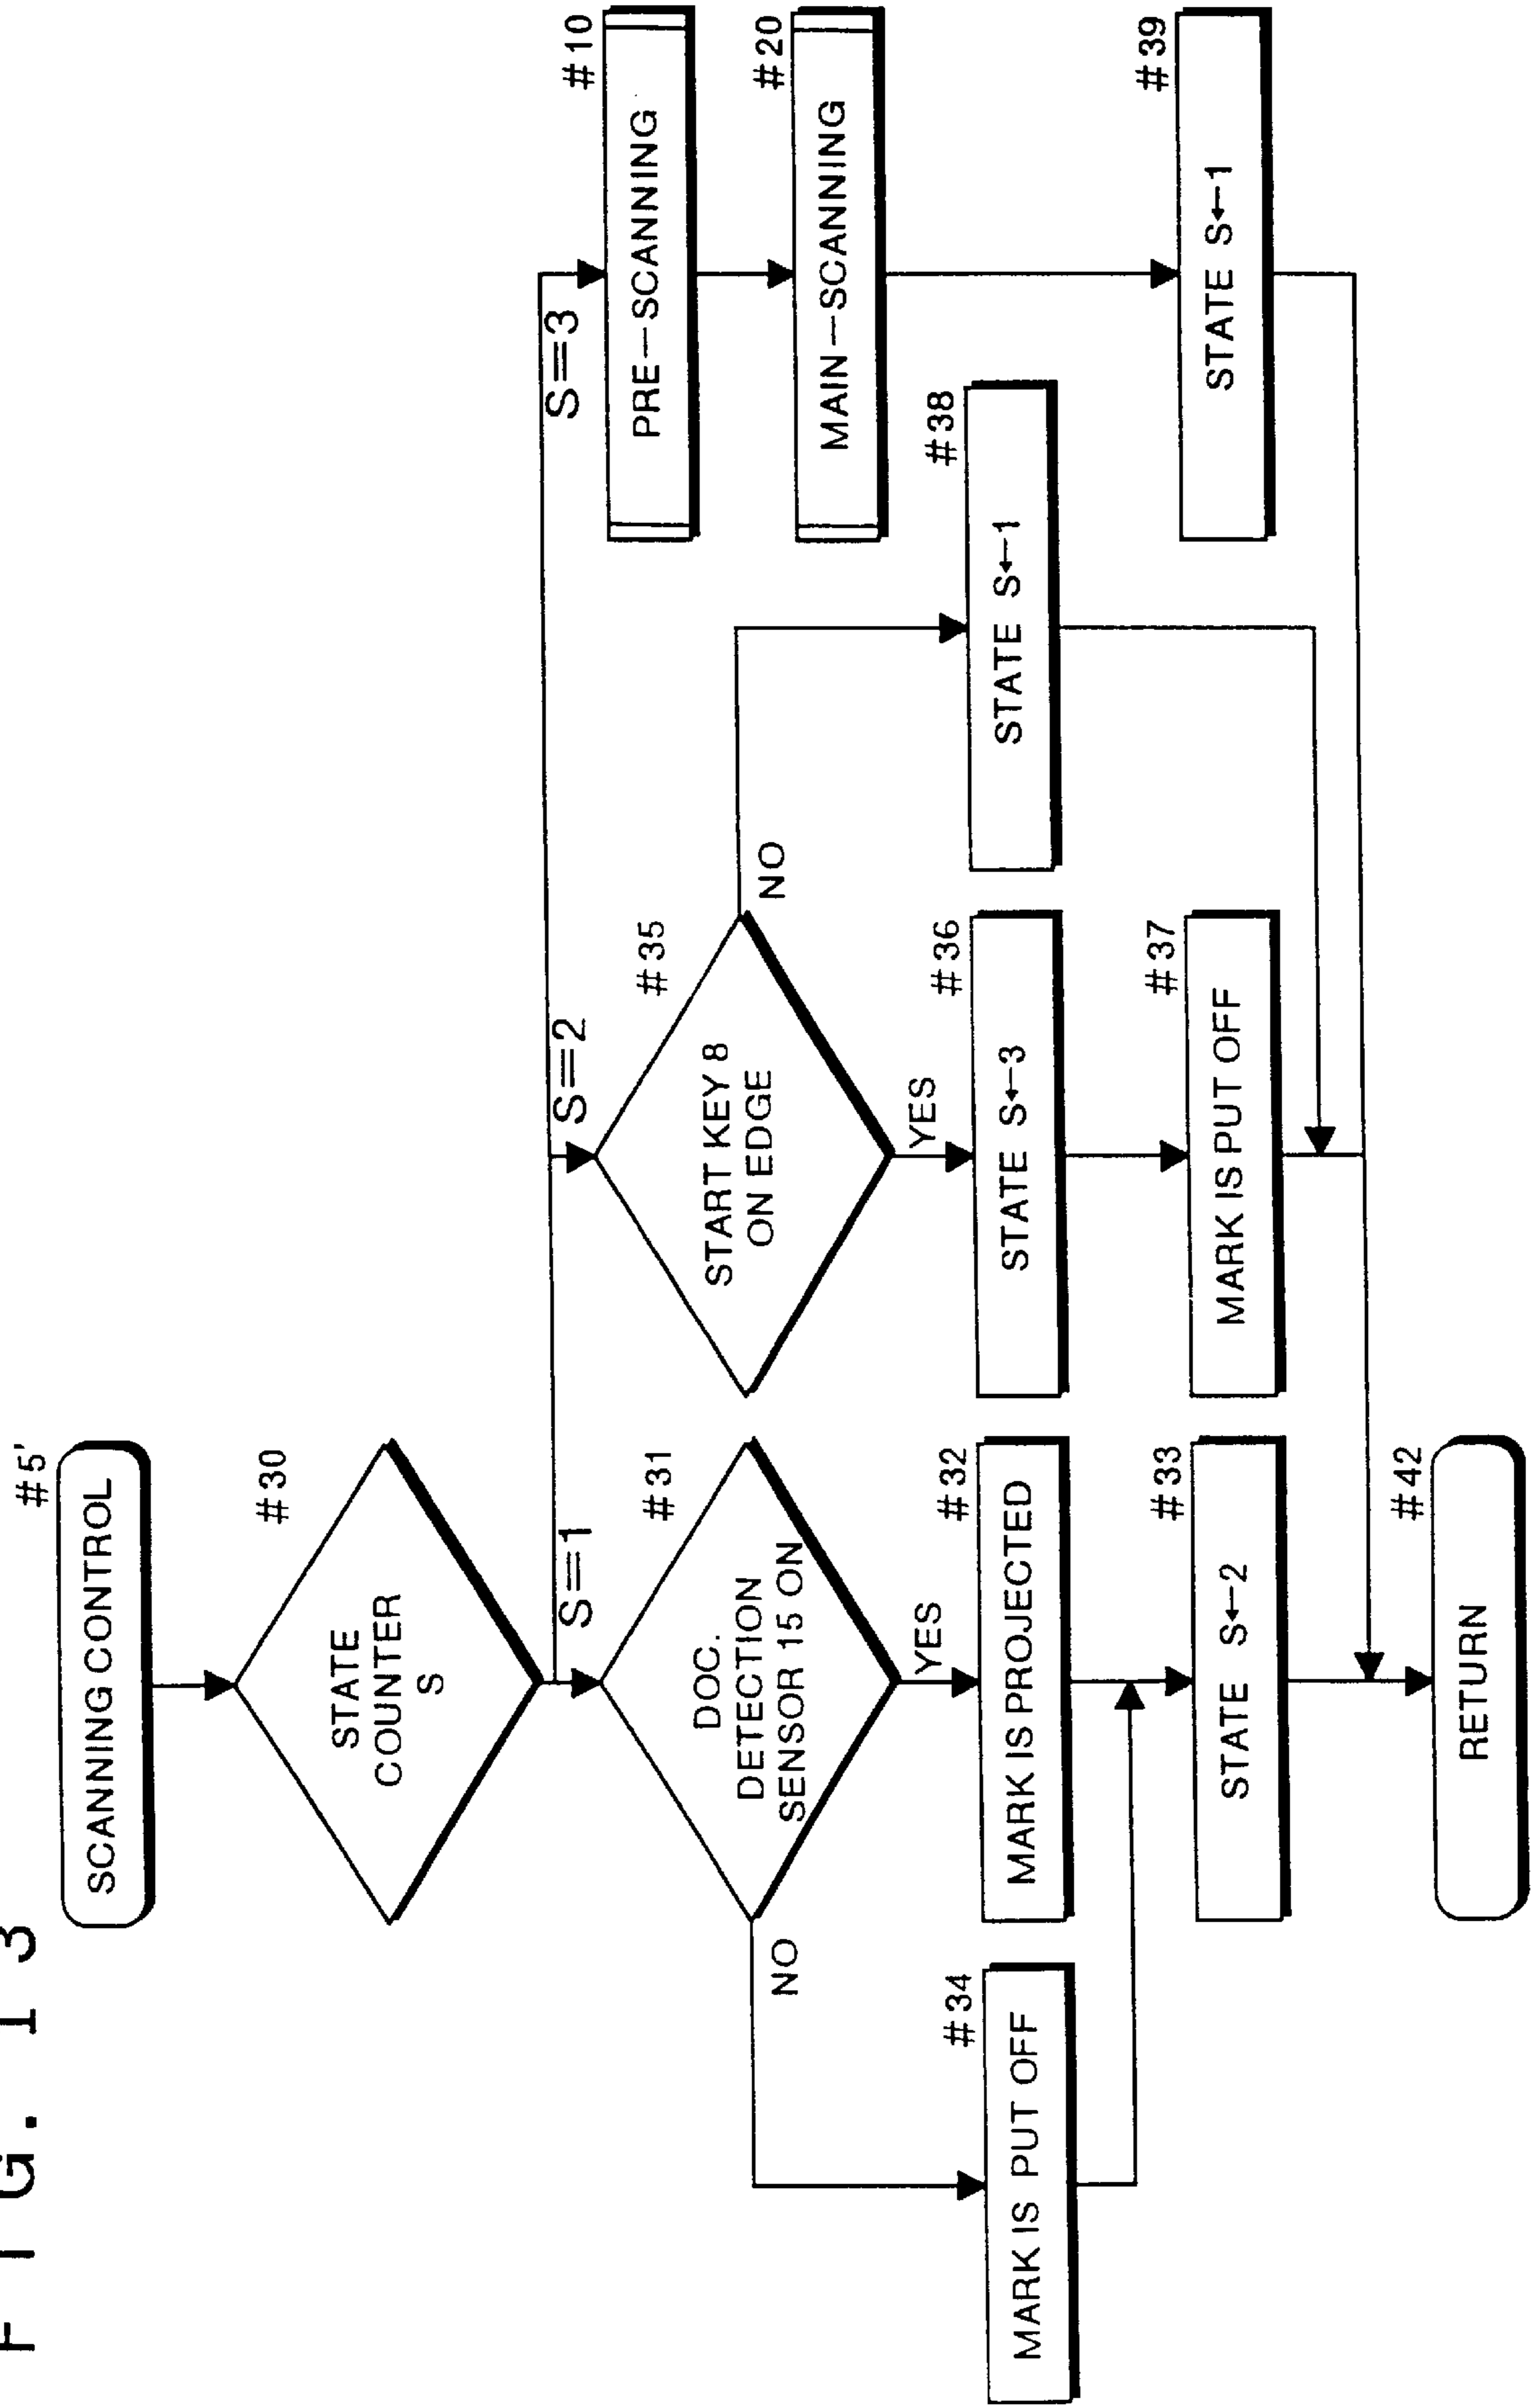 FIG. 13
#5'
SCANNING CONTROL
#30
STATE
COUNTER
S
S=1
S=2
S=3
#31
DOC.
DETECTION
SENSOR 15 ON
YES
NO
#32
MARK IS PROJECTED
#33
STATE S←2
#34
MARK IS PUT OFF
#35
START KEY 8
ON EDGE
YES
NO
#36
STATE S←3
#37
MARK IS PUT OFF
#38
STATE S←1
#10
PRE—SCANNING
#20
MAIN—SCANNING
#39
STATE S←1
#42
RETURN